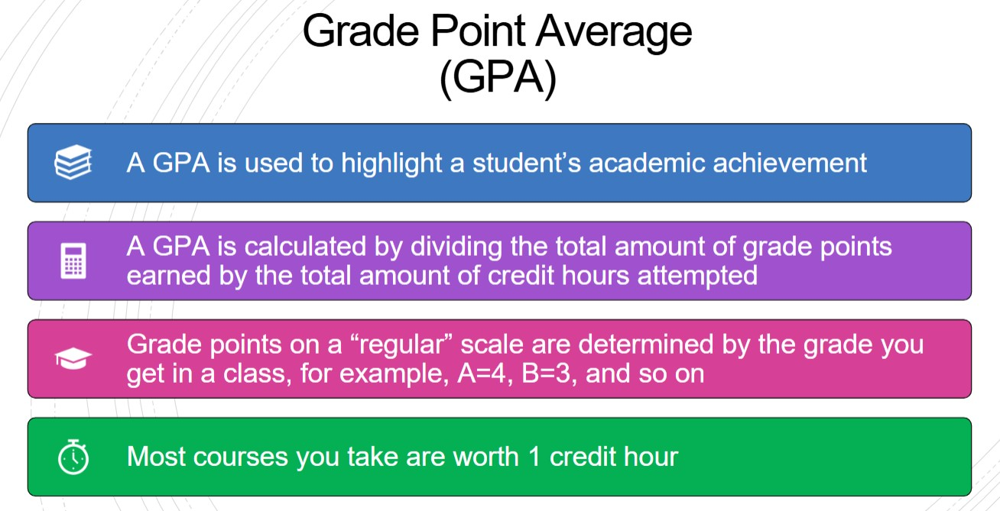 Grade Point Average
(GPA)
A GPA is used to highlight a student’s academic achievement
A GPA is calculated by dividing the total amount of grade points
earned by the total amount of credit hours attempted
Grade points on a “regular” scale are determined by the grade you
get in a class, for example, A=4, B=3, and so on
Most courses you take are worth 1 credit hour